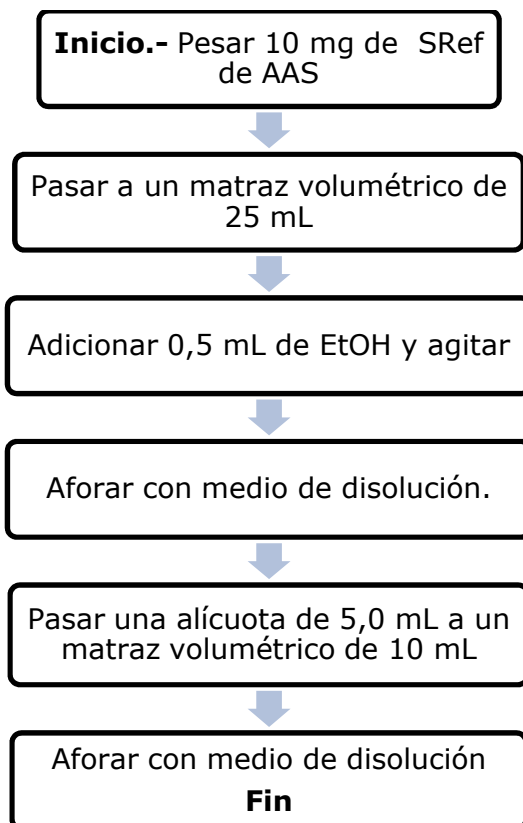 Inicio.- Pesar 10 mg de SRef
de AAS
Pasar a un matraz volumétrico de
25 mL
Adicionar 0,5 mL de EtOH y agitar
Aforar con medio de disolución.
Pasar una alícuota de 5,0 mL a un
matraz volumétrico de 10 mL
Aforar con medio de disolución
Fin